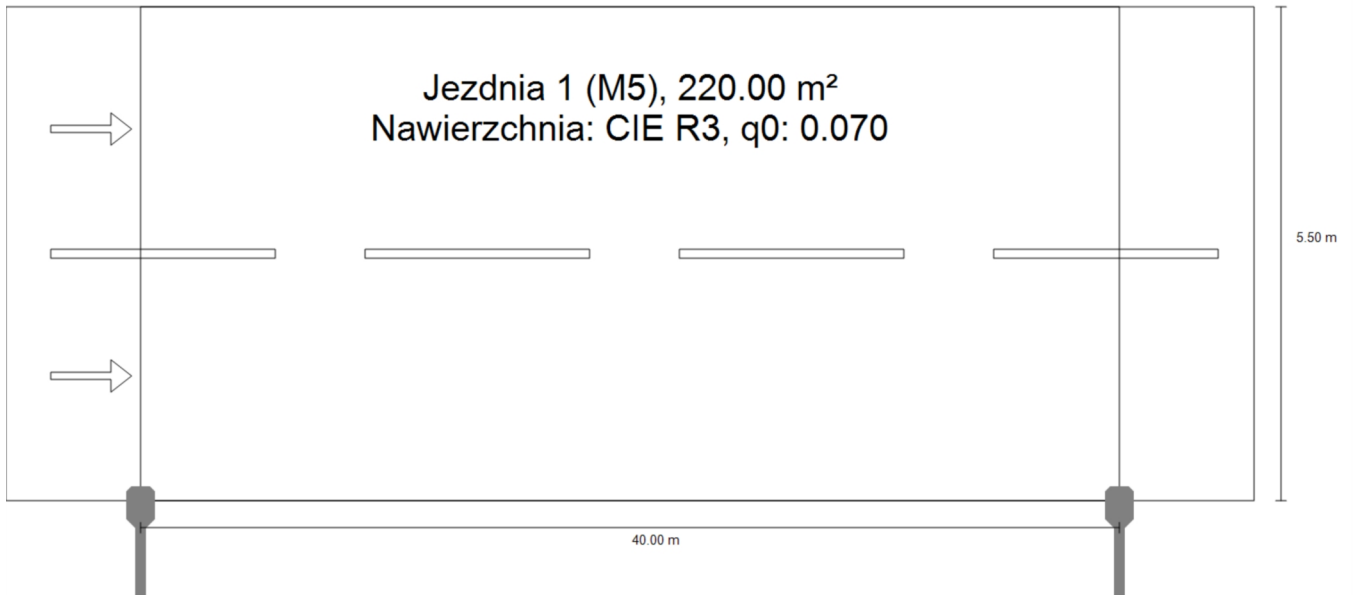 Jezdnia 1 (M5), 220.00 m²
Nawierzchnia: CIE R3, q0: 0.070
5.50 m
40.00 m